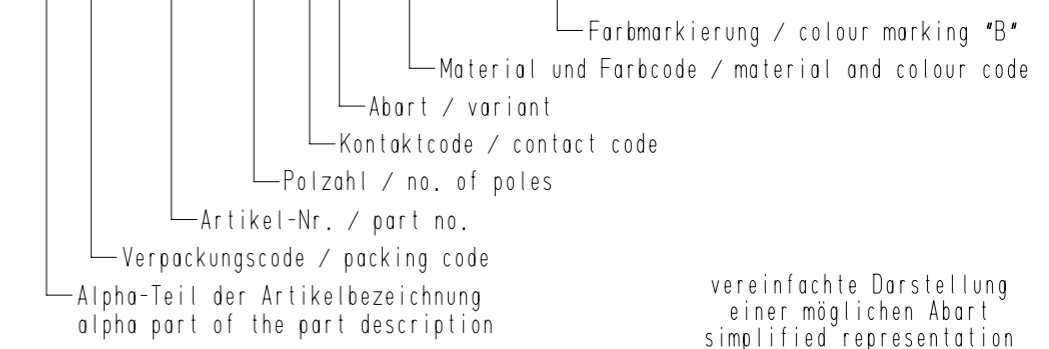 Farbmarkierung / colour marking "B"
Material und Farbcode / material and colour code
Abart / variant
Kontaktcode / contact code
Polzahl / no. of poles
Artikel-Nr. / part no.
Verpackungscode / packing code
Alpha-Teil der Artikelbezeichnung
alpha part of the part description
vereinfachte Darstellung
einer möglichen Abart
simplified representation